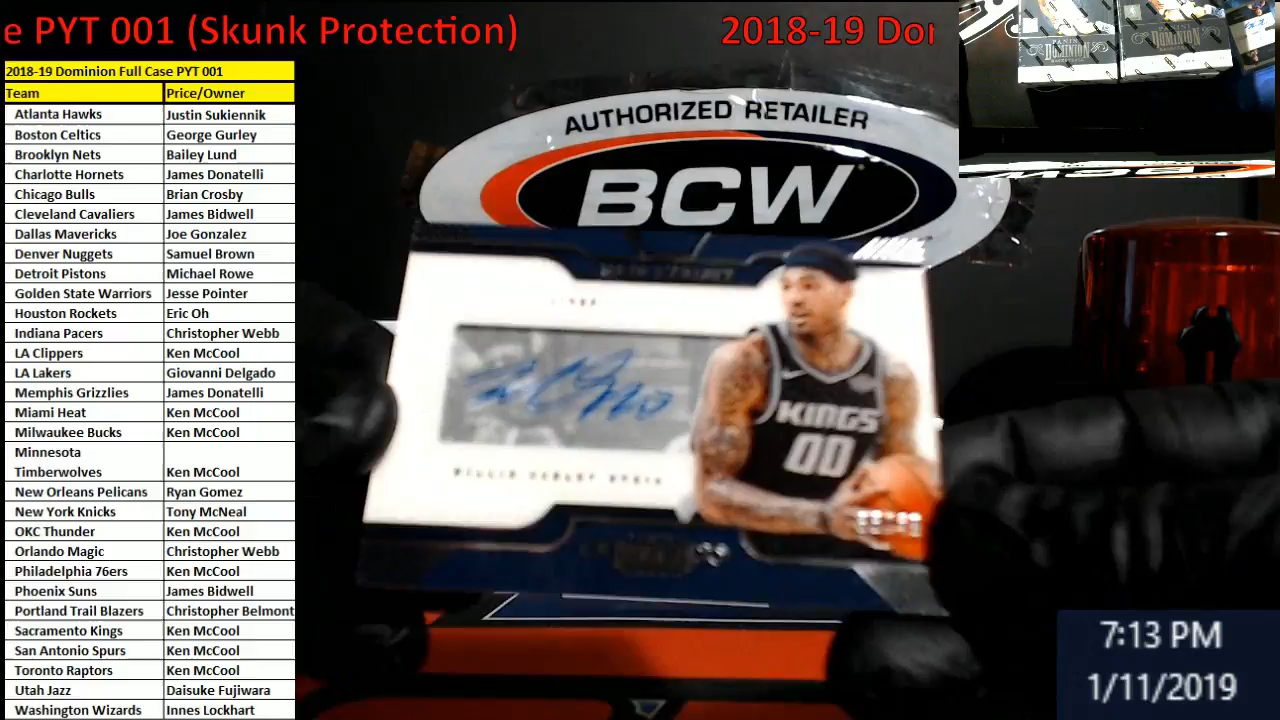 e PYT 001 (Skunk Protection)
2018-19 Dor
2018-19 Dominion Full Case PYT 001
Team Price/Owner
Atlanta Hawks Justin Sukiennik
Boston Celtics George Gurley
Brooklyn Nets Bailey Lund
Charlotte Hornets James Donatelli
Chicago Bulls Brian Crosby
Cleveland Cavaliers James Bidwell
Dallas Mavericks Joe Gonzalez
Denver Nuggets Samuel Brown
Detroit Pistons Michael Rowe
Golden State Warriors Jesse Pointer
Houston Rockets Eric Oh
Indiana Pacers Christopher Webb
LA Clippers Ken McCool
LA Lakers Giovanni Delgado
Memphis Grizzlies James Donatelli
Miami Heat Ken McCool
Milwaukee Bucks Ken McCool
Minnesota
Timberwolves Ken McCool
New Orleans Pelicans Ryan Gomez
New York Knicks Tony McNeal
OKC Thunder Ken McCool
Orlando Magic Christopher Webb
Philadelphia 76ers Ken McCool
Phoenix Suns James Bidwell
Portland Trail Blazers Christopher Belmont
Sacramento Kings Ken McCool
San Antonio Spurs Ken McCool
Toronto Raptors Ken McCool
Utah Jazz Daisuke Fujiwara
Washington Wizards Innes Lockhart
AUTHORIZED RETAILER
BCW
KINGS
00
DOMINION
DOMINION
7:13 PM
1/11/2019